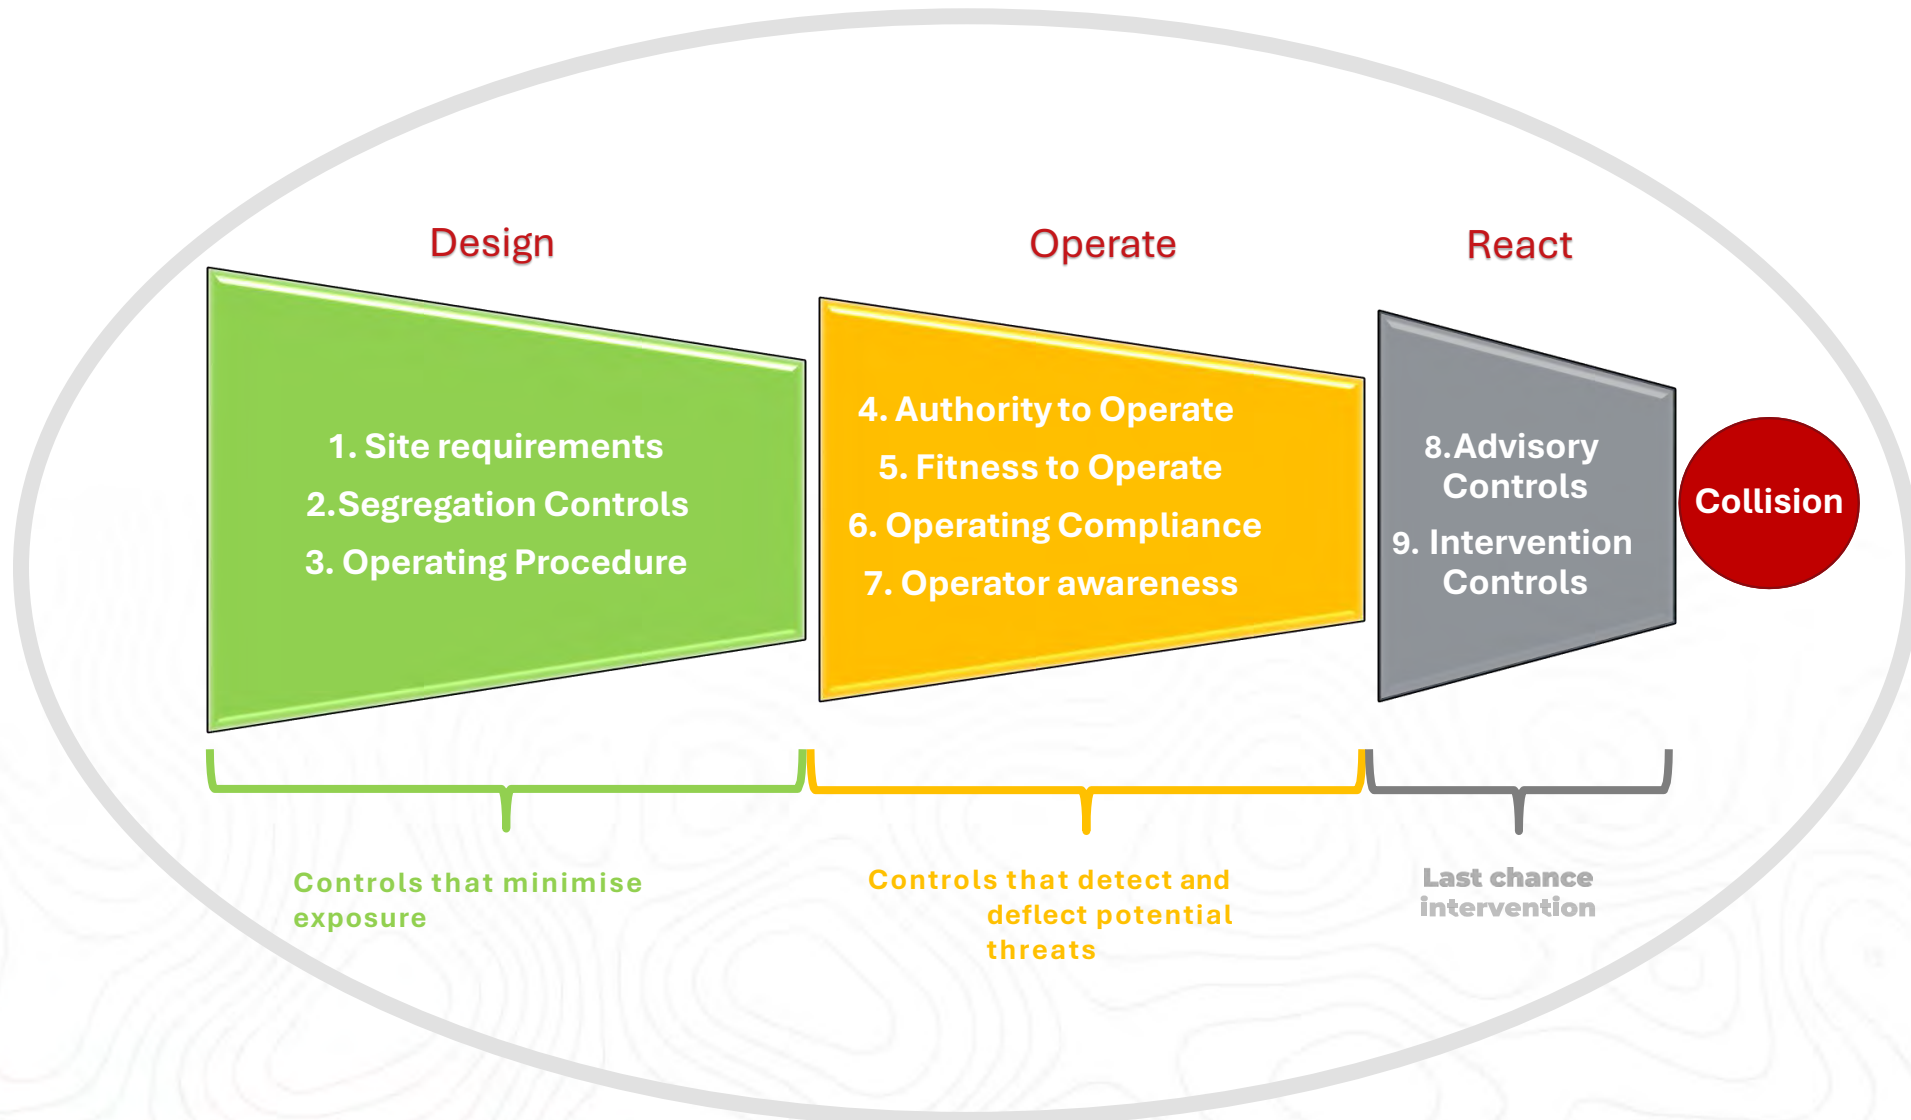 Design
Operate
React
1. Site requirements
2.Segregation Controls
3. Operating Procedure
4. Authority to Operate
5. Fitness to Operate
6. Operating Compliance
7. Operator awareness
8.Advisory
Controls
9. Intervention
Controls
Collision
Controls that minimise
exposure
Controls that detect and
deflect potential
threats
Last chance
intervention